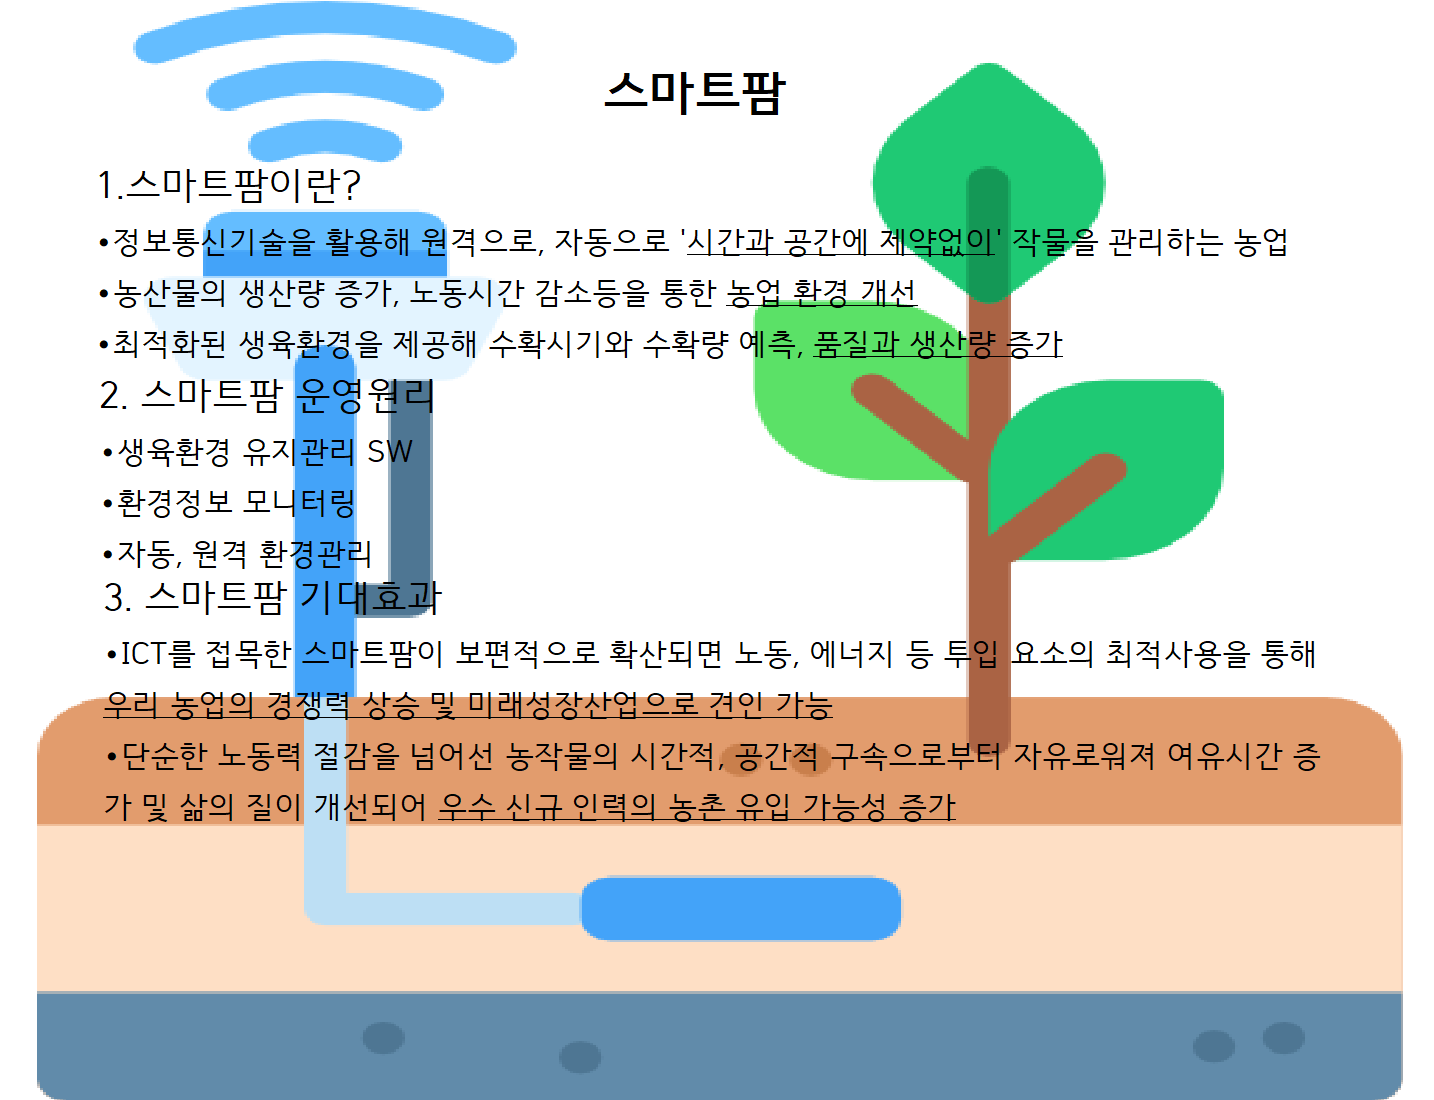 스마트팜
1.스마트팜이란?
•정보통신기술을 활용해 원격으로, 자동으로 '시간과 공간에 제약없이' 작물을 관리하는 농업
•농산물의 생산량 증가, 노동시간 감소등을 통한 농업 환경 개선
•최적화된 생육환경을 제공해 수확시기와 수확량 예측, 품질과 생산량 증가
2. 스마트팜 운영원리
•생육환경 유지관리 SW
•환경정보 모니터링
•자동, 원격 환경관리
3. 스마트팜 기대효과
•ICT를 접목한 스마트팜이 보편적으로 확산되면 노동, 에너지 등 투입 요소의 최적사용을 통해
우리 농업의 경쟁력 상승 및 미래성장산업으로 견인 가능
•단순한 노동력 절감을 넘어선 농작물의 시간적, 공간적 구속으로부터 자유로워져 여유시간 증
가 및 삶의 질이 개선되어 우수 신규 인력의 농촌 유입 가능성 증가